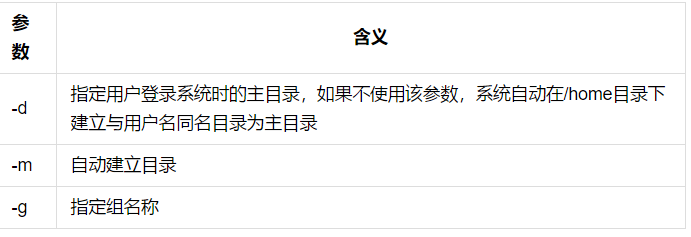 参
数
含义
-d
指定用户登录系统时的主目录，如果不使用该参数，系统自动在/home目录下
建立与用户名同名目录为主目录
-m
自动建立目录
-g
指定组名称